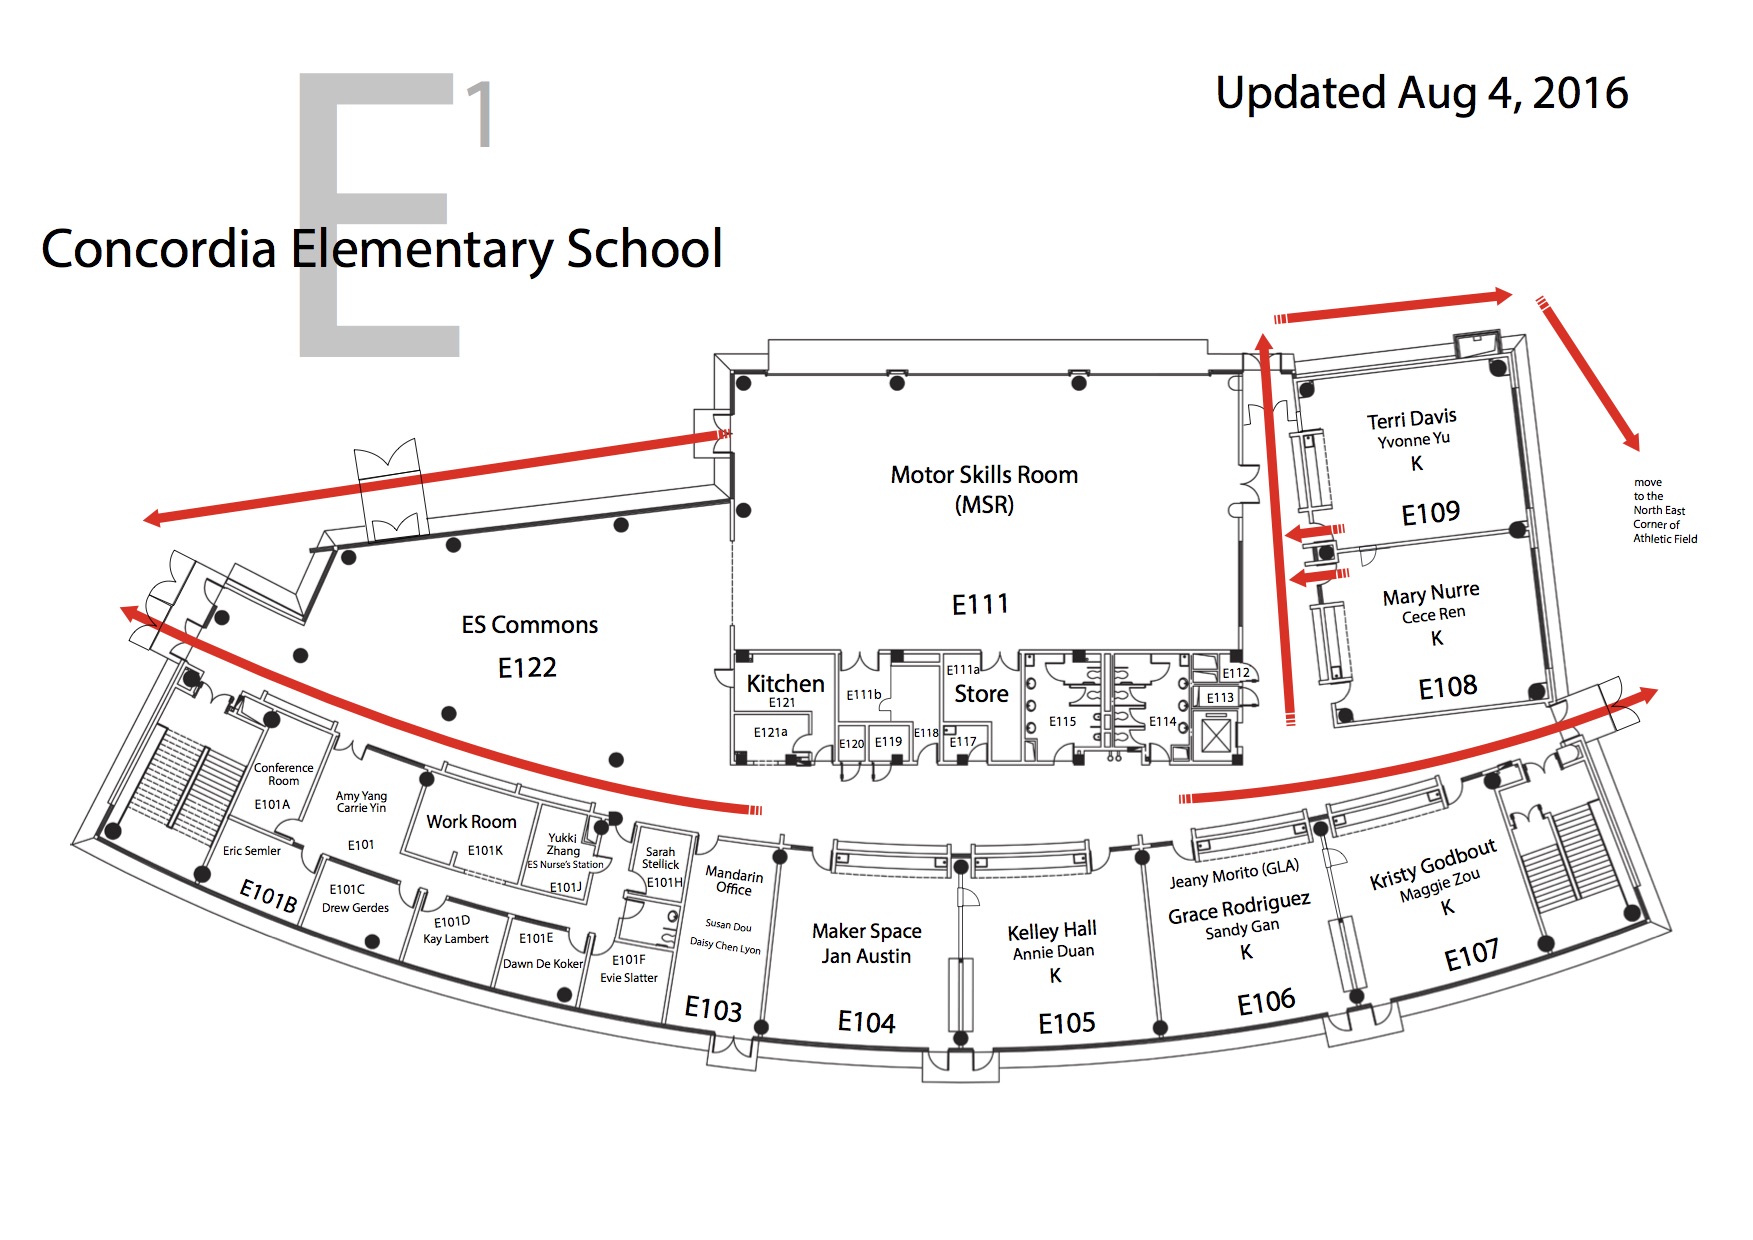 E1
Updated Aug 4, 2016
Concordia Elementary School
Terri Davis
Yvonne Yu
K
E109
Motor Skills Room
(MSR)
E111
move
to the
North East
Corner of
Athletic Field
Mary Nurre
Cece Ren
K
E108
ES Commons
E122
Kitchen
E121
E121a
E111b
E120
E119
E118
E111a
Store
E117
E115
E114
E112
E113
Conference
Room
E101A
Amy Yang
Carrie Yin
E101
Work Room
E101K
Yukki
Zhang
ES Nurse's Station
E101J
Sarah
Stellick
E101H
Eric Semler
E101B
E101C
Drew Gerdes
E101D
Kay Lambert
E101E
Dawn De Koker
E101F
Evie Slatter
Mandarin
Office
Susan Dou
Daisy Chen Lyon
E103
Maker Space
Jan Austin
E104
Kelley Hall
Annie Duan
K
E105
Jeany Morito (GLA)
Grace Rodriguez
Sandy Gan
K
E106
Kristy Godbout
Maggie Zou
K
E107